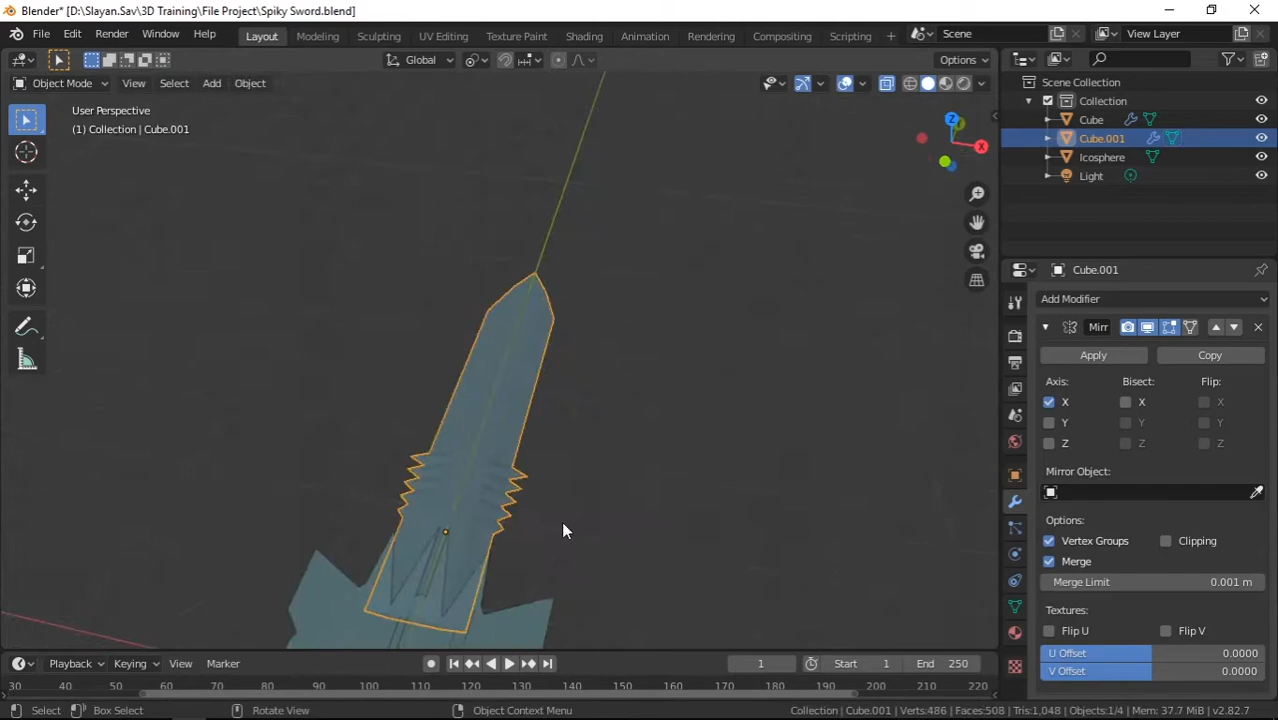 Blender* [D:\Slayan.Sav\3D Training\File Project\Spiky Sword.blend]
File Edit Render Window Help Layout Modeling Sculpting UV Editing Texture Paint Shading Animation Rendering Compositing Scripting + Scene View Layer
Global Options
Object Mode View Select Add Object
User Perspective
(1) Collection | Cube.001
Z
X
Scene Collection
Collection
Cube
Cube.001
Icosphere
Light
Cube.001
Add Modifier
Mirr
Apply Copy
Axis: Bisect: Flip:
X X X
Y Y Y
Z Z Z
Mirror Object:
Options:
Vertex Groups Clipping
Merge
Merge Limit 0.001 m
Textures:
Flip U Flip V
U Offset 0.0000
V Offset 0.0000
Playback Keying View Marker 1 Start 1 End 250
30 40 50 60 70 80 90 100 110 120 130 140 150 160 170 180 190 200 210 220
Select Box Select Rotate View Object Context Menu Collection | Cube.001 | Verts:486 | Faces:508 | Tris:1,048 | Objects:1/4 | Mem: 37.7 MiB | v2.82.7